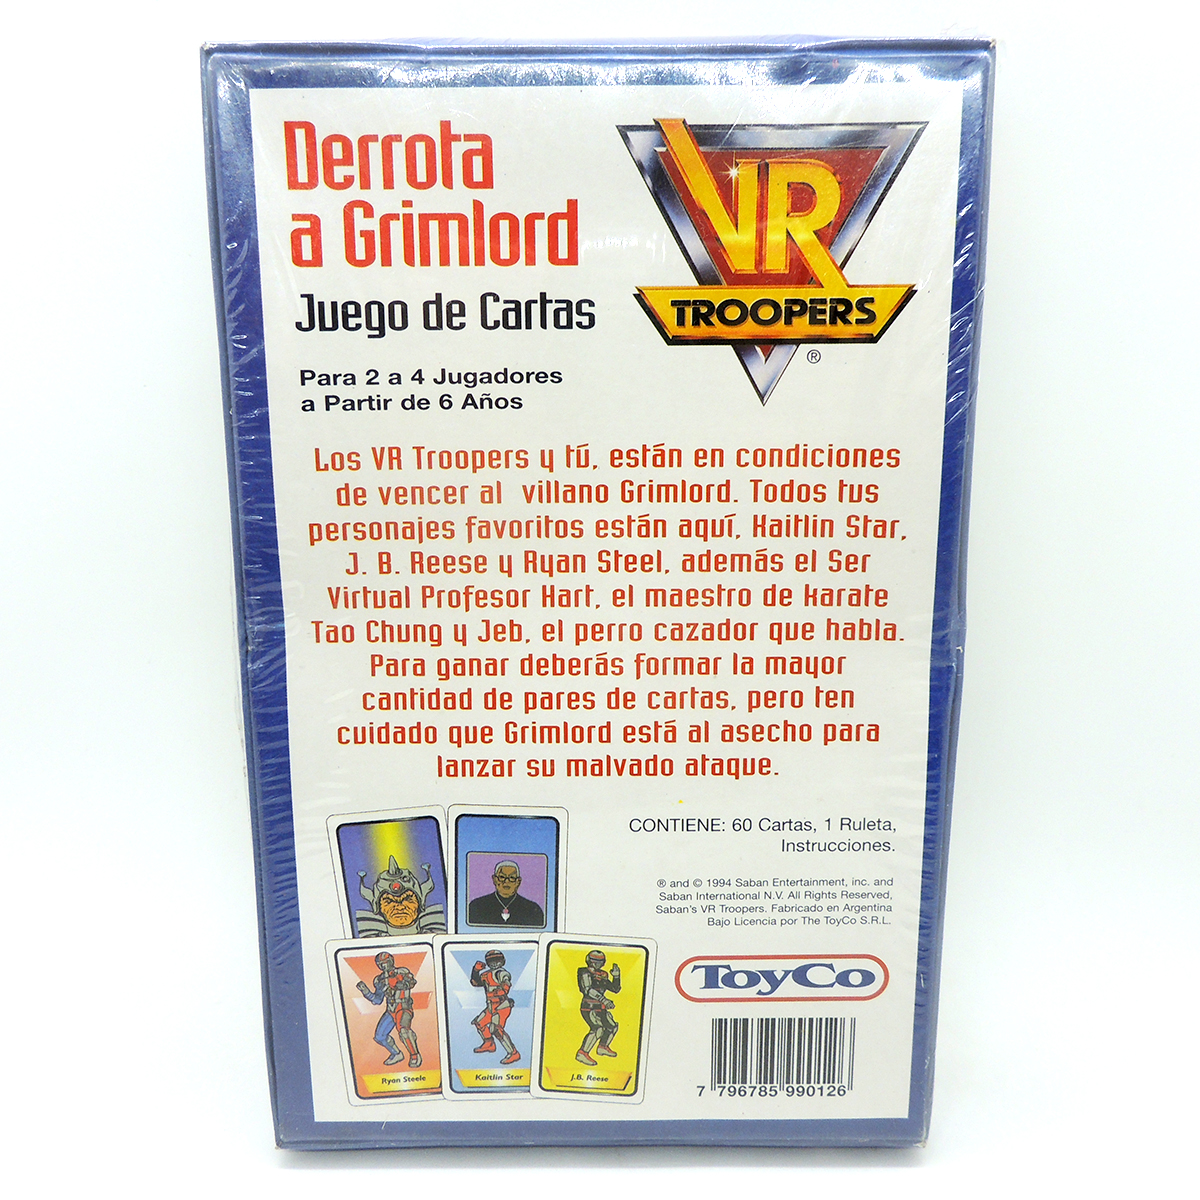 Derrota
a Grimlord
Juego de Cartas
Para 2 a 4 Jugadores
a Partir de 6 Años
VR
TROOPERS
®
Los VR Troopers y tú, están en condiciones
de vencer al villano Grimlord. Todos tus
personajes favoritos están aquí, Kaitlin Star,
J. B. Reese y Ryan Steel, además el Ser
Virtual Profesor Hart, el maestro de karate
Tao Chung y Jeb, el perro cazador que habla.
Para ganar deberás formar la mayor
cantidad de pares de cartas, pero ten
cuidado que Grimlord está al asecho para
lanzar su malvado ataque.
CONTIENE: 60 Cartas, 1 Ruleta,
Instrucciones.
® and © 1994 Saban Entertainment, inc. and
Saban International N.V. All Rights Reserved,
Saban's VR Troopers. Fabricado en Argentina
Bajo Licencia por The ToyCo S.R.L.
Ryan Steele
Kaitlin Star
J.B. Reese
ToyCo
7 796785 990126